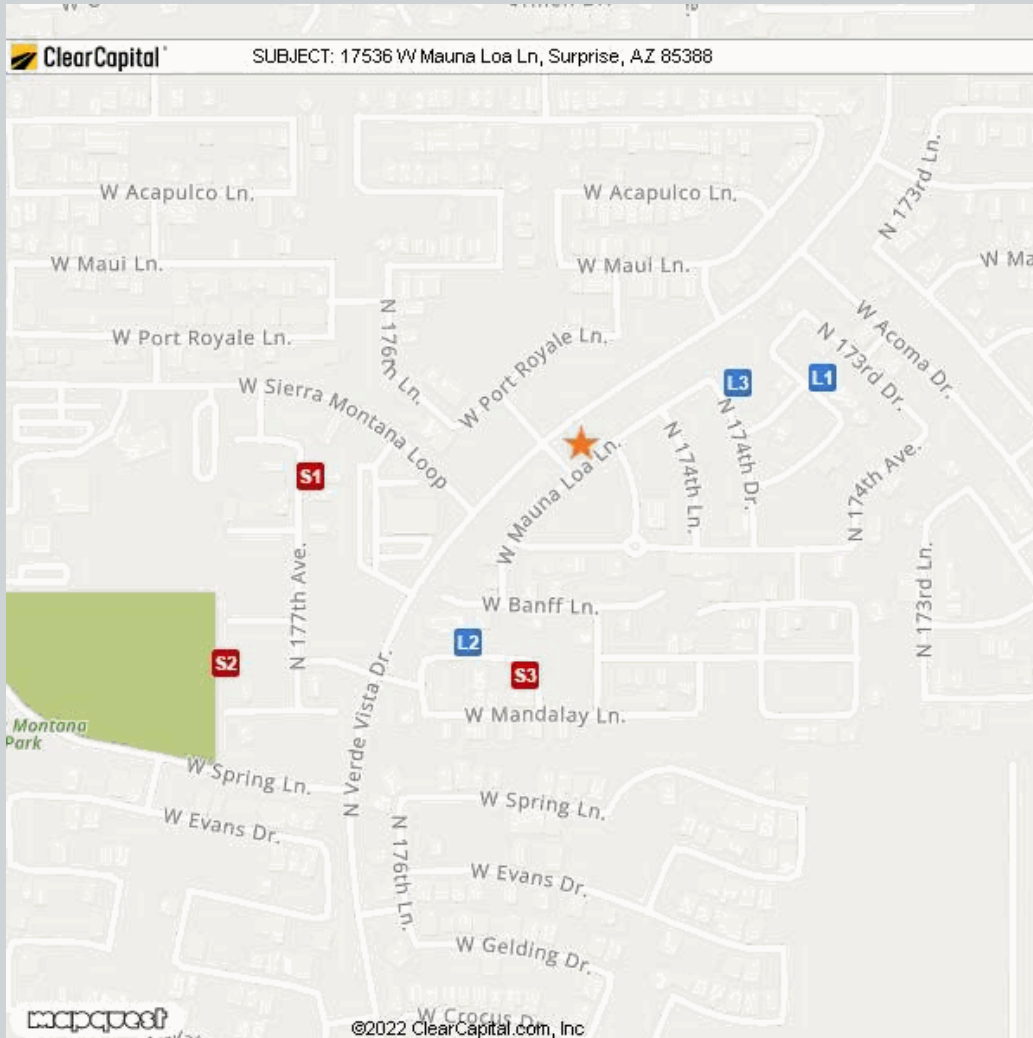 ClearCapital
SUBJECT: 17536 W Mauna Loa Ln, Surprise, AZ 85388
N 173rd Ln.
W Acapulco Ln.
W Acapulco Ln.
W Maui Ln.
W Maui Ln.
W Ma
W Port Royale Ln.
N 176th Ln.
W Port Royale Ln.
W Acoma Dr.
N 173rd Dr.
W Sierra Montana Loop
L3
L1
N 174th Dr.
N 174th Ln.
N 174th Ave.
S1
W Mauna Loa Ln.
N 177th Ave.
N 173rd Ln.
W Banff Ln.
L2
S2
S3
N Verde Vista Dr.
W Mandalay Ln.
Montana
Park
W Spring Ln.
W Spring Ln.
W Evans Dr.
N 176th Ln.
W Evans Dr.
W Gelding Dr.
W Crocus Dr.
mapquest
©2022 ClearCapital.com, Inc